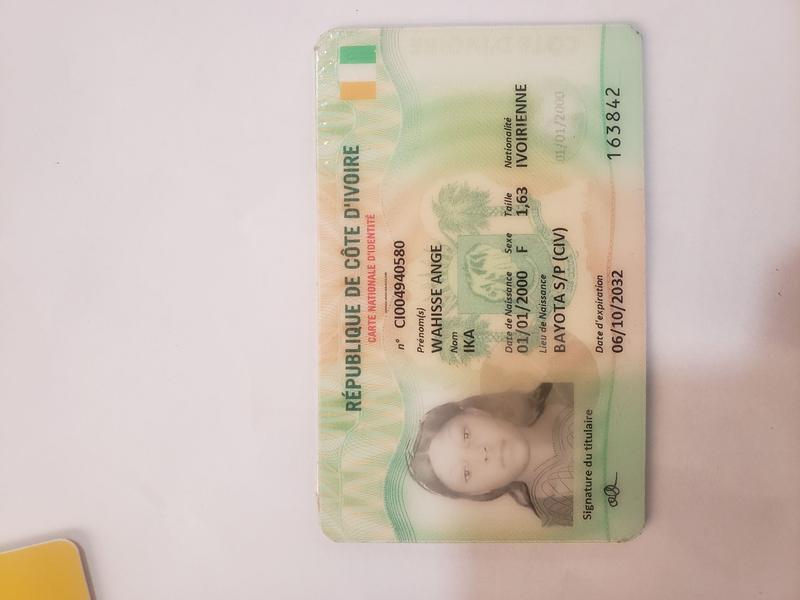 RÉPUBLIQUE DE CÔTE D'IVOIRE
CARTE NATIONALE D'IDENTITÉ
n° CI004940580
Prénom(s)
WAHISSE ANGE
Nom
IKA
Date de Naissance Sexe Taille Nationalité
01/01/2000 F 1,63 IVOIRIENNE
Lieu de Naissance
BAYOTA S/P (CIV)
01/01/2000
Date d'expiration
06/10/2032
163842
Signature du titulaire